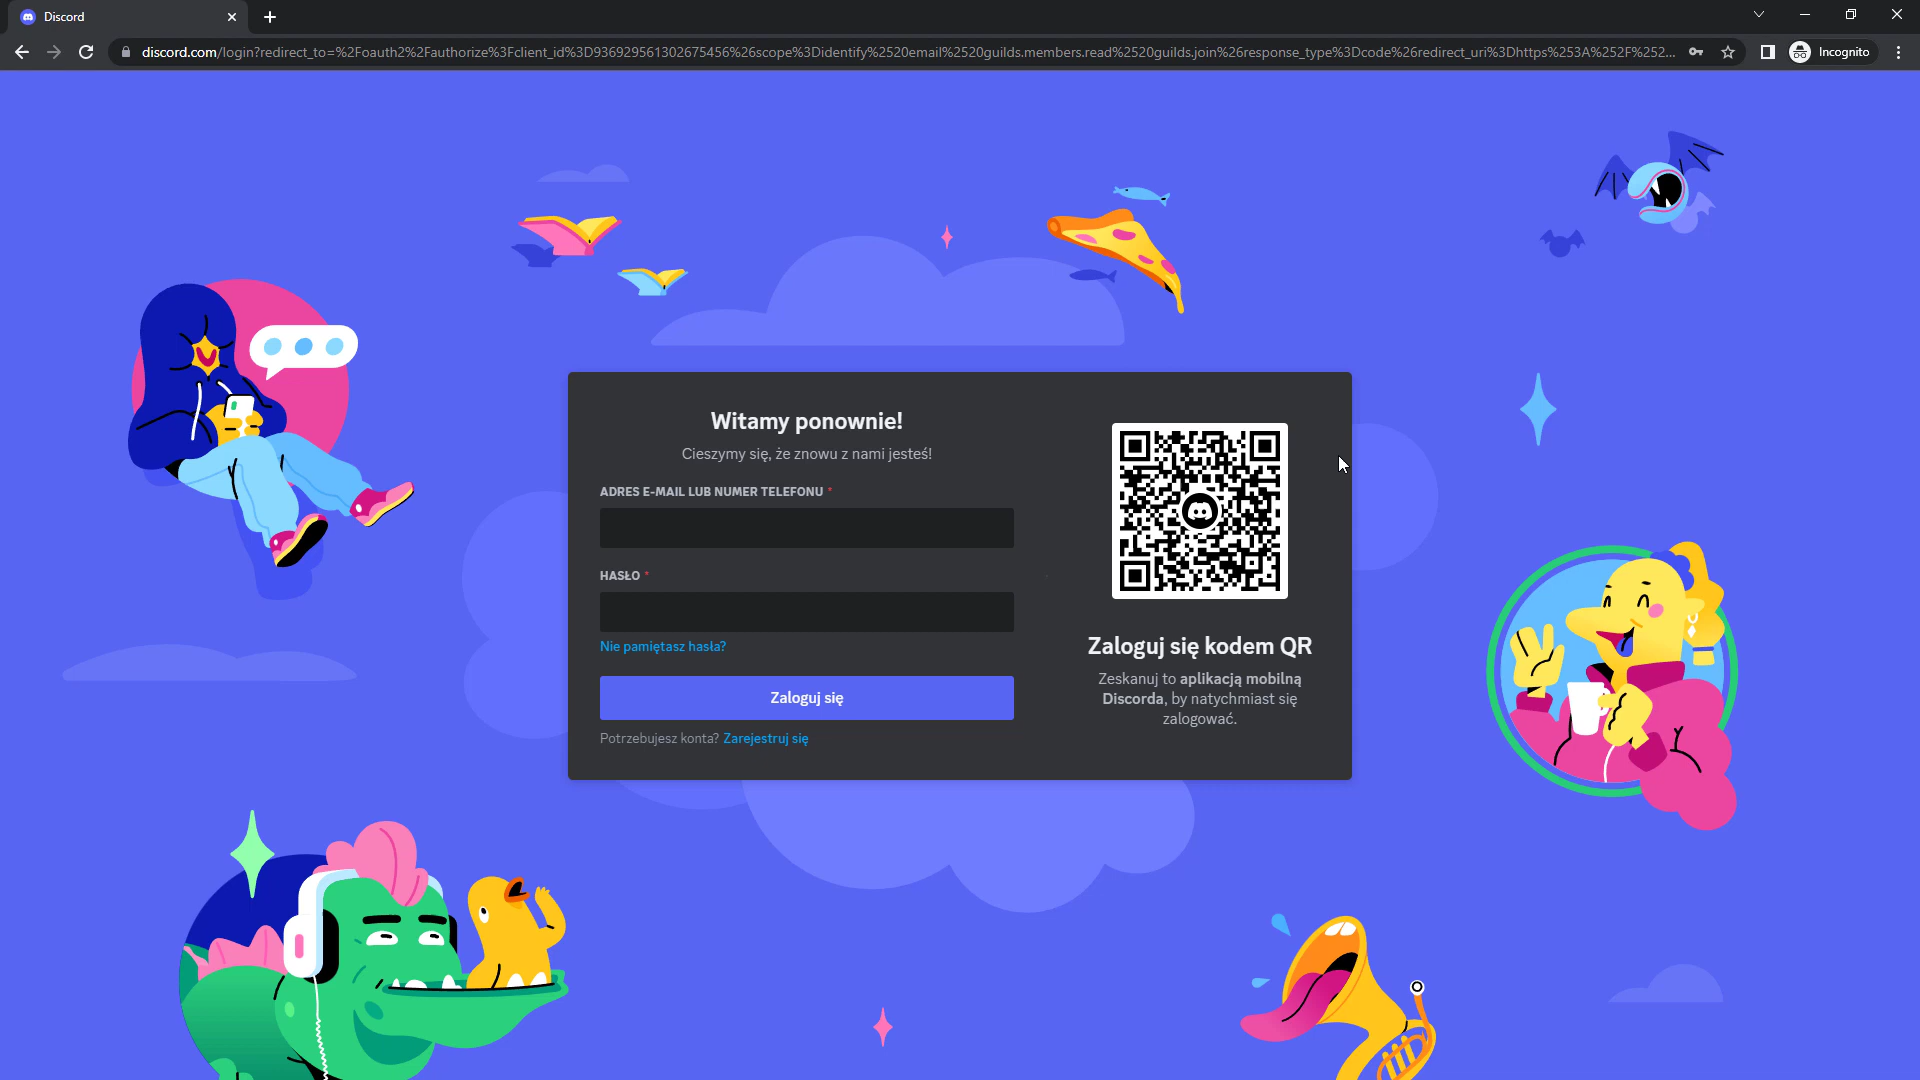 Discord
discord.com/login?redirect_to=%2Foauth2%2Fauthorize%3Fclient_id%3D936929561302675456%26scope%3Didentify%2520email%2520guilds.members.read%2520guilds.join%26response_type%3Dcode%26redirect_uri%3Dhttps%253A%252F%252...
Incognito
Witamy ponownie!
Cieszymy się, że znowu z nami jesteś!
ADRES E-MAIL LUB NUMER TELEFONU *
HASŁO *
Nie pamiętasz hasła?
Zaloguj się
Potrzebujesz konta? Zarejestruj się
Zaloguj się kodem QR
Zeskanuj to aplikacją mobilną
Discorda, by natychmiast się
zalogować.